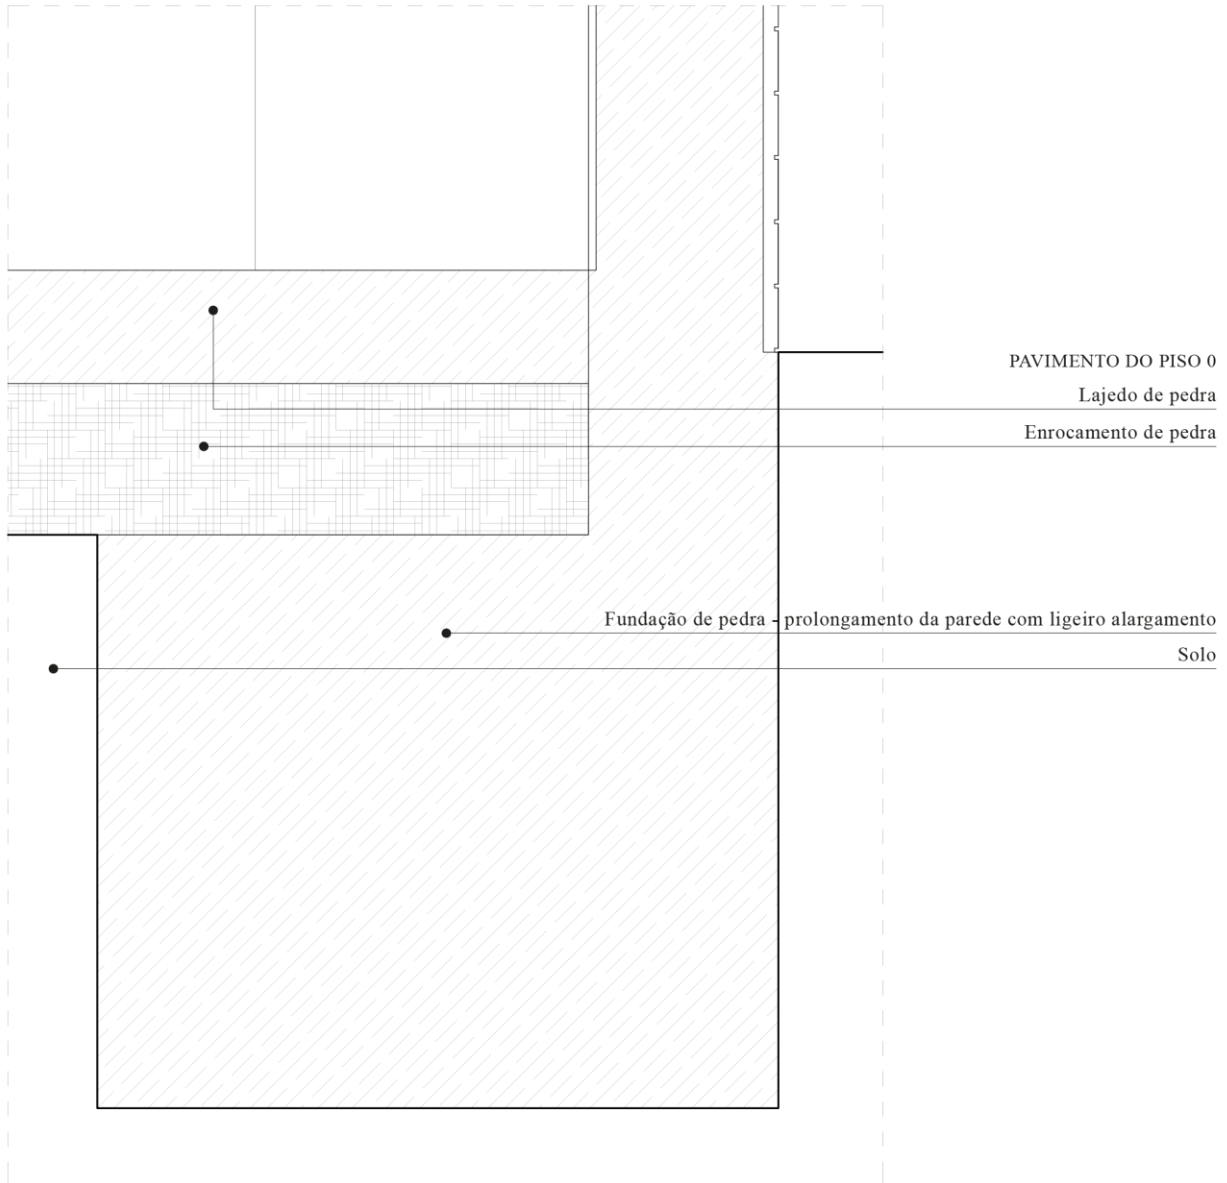 PAVIMENTO DO PISO 0
Lajedo de pedra
Enrocamento de pedra
Fundação de pedra - prolongamento da parede com ligeiro alargamento
Solo